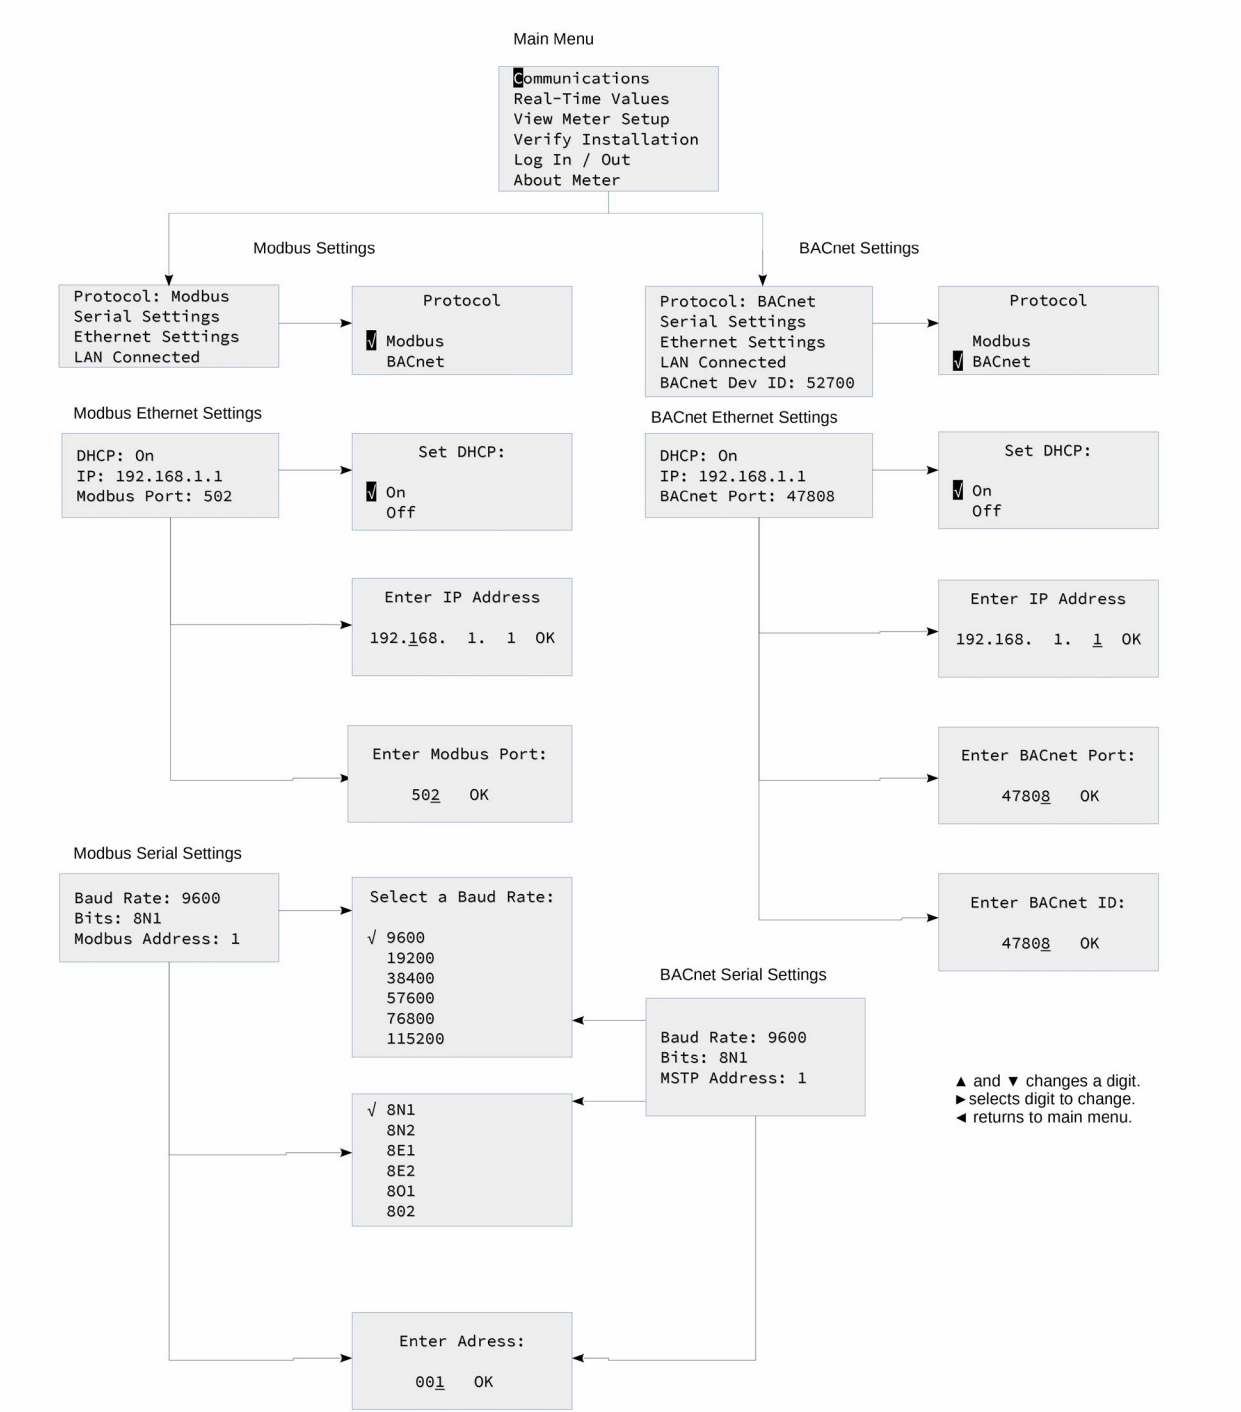 Main Menu
Communications
Real-Time Values
View Meter Setup
Verify Installation
Log In / Out
About Meter
Modbus Settings
BACnet Settings
Protocol: Modbus
Serial Settings
Ethernet Settings
LAN Connected
Protocol
√ Modbus
BACnet
Protocol: BACnet
Serial Settings
Ethernet Settings
LAN Connected
BACnet Dev ID: 52700
Protocol
Modbus
√ BACnet
Modbus Ethernet Settings
BACnet Ethernet Settings
DHCP: On
IP: 192.168.1.1
Modbus Port: 502
Set DHCP:
√ On
Off
DHCP: On
IP: 192.168.1.1
BACnet Port: 47808
Set DHCP:
√ On
Off
Enter IP Address
192.168. 1. 1 OK
Enter IP Address
192.168. 1. 1 OK
Enter Modbus Port:
502 OK
Enter BACnet Port:
47808 OK
Modbus Serial Settings
Baud Rate: 9600
Bits: 8N1
Modbus Address: 1
Select a Baud Rate:
√ 9600
19200
38400
57600
76800
115200
Enter BACnet ID:
47808 OK
BACnet Serial Settings
Baud Rate: 9600
Bits: 8N1
MSTP Address: 1
▲ and ▼ changes a digit.
► selects digit to change.
◄ returns to main menu.
√ 8N1
8N2
8E1
8E2
8O1
8O2
Enter Adress:
001 OK